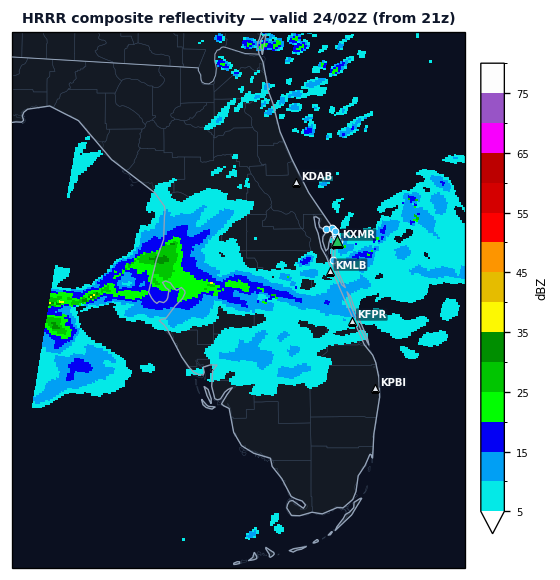 HRRR composite reflectivity — valid 24/02Z (from 21z)
KDAB
KXMR
KMLB
KFPR
KPBI
75
65
55
45
35
25
15
5
dBZ